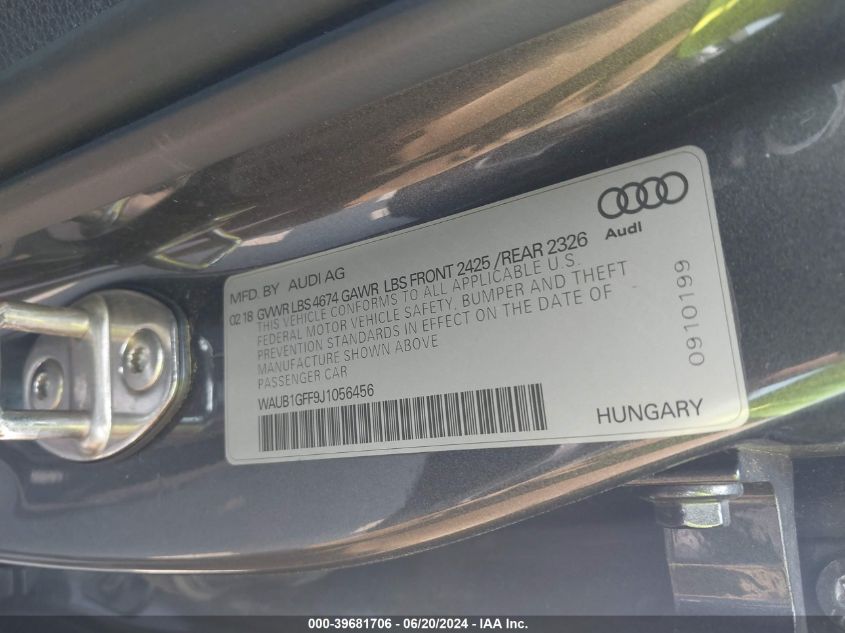 Audi
MFD. BY AUDI AG
02 18 GVWR LBS 4674 GAWR LBS FRONT 2425 /REAR 2326
THIS VEHICLE CONFORMS TO ALL APPLICABLE U.S.
FEDERAL MOTOR VEHICLE SAFETY, BUMPER AND THEFT
PREVENTION STANDARDS IN EFFECT ON THE DATE OF
MANUFACTURE SHOWN ABOVE
PASSENGER CAR
WAUB1GFF9J1056456
HUNGARY
0910199
000-39681706 - 06/20/2024 - IAA Inc.